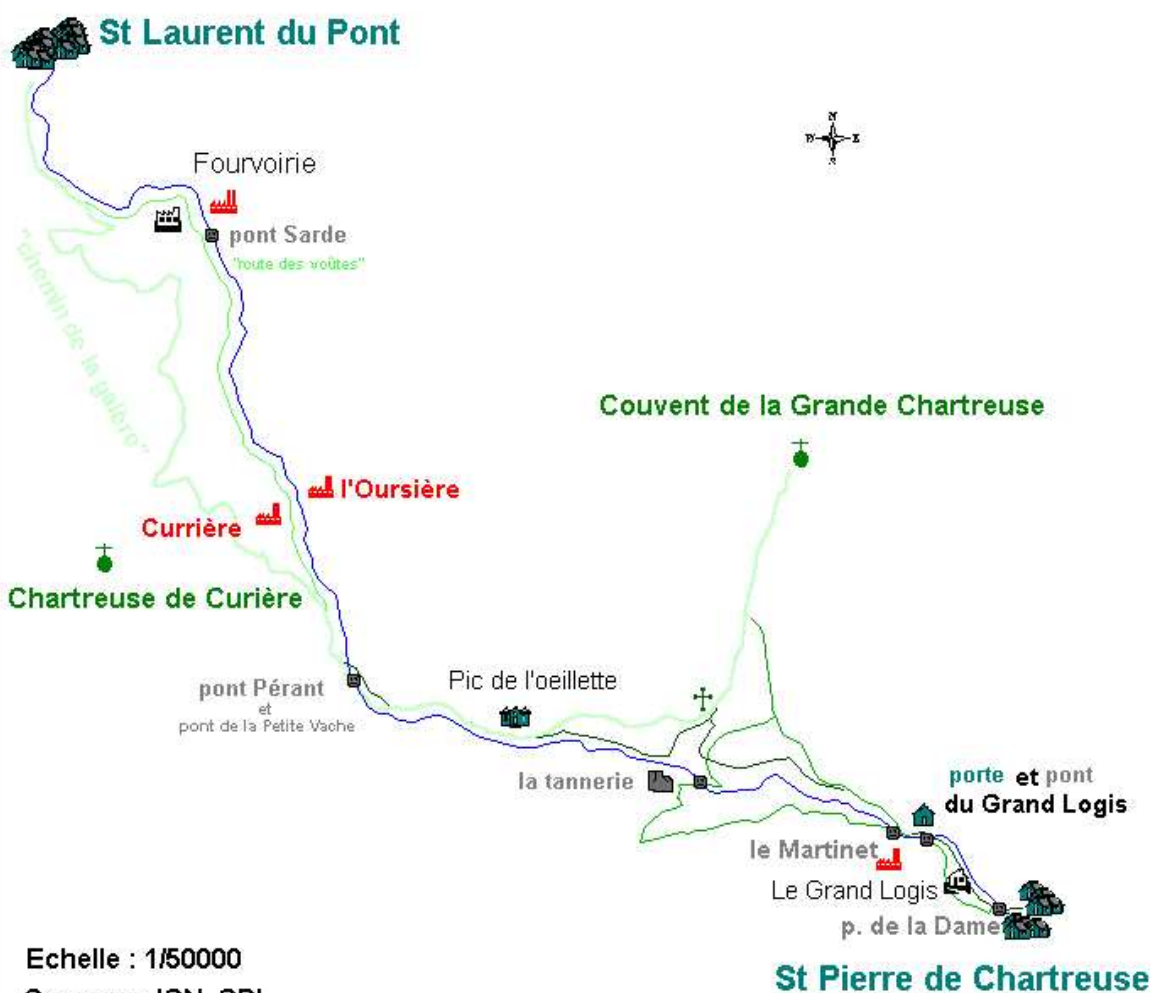 St Laurent du Pont
N
W E
S
Fourvoirie
pont Sarde
"route des voûtes"
"chemin de la galère"
Couvent de la Grande Chartreuse
l'Oursière
Currière
Chartreuse de Curière
pont Pérant
et
pont de la Petite Vache
Pic de l'oeillette
la tannerie
porte et pont
du Grand Logis
le Martinet
Le Grand Logis
p. de la Dame
Echelle : 1/50000
St Pierre de Chartreuse